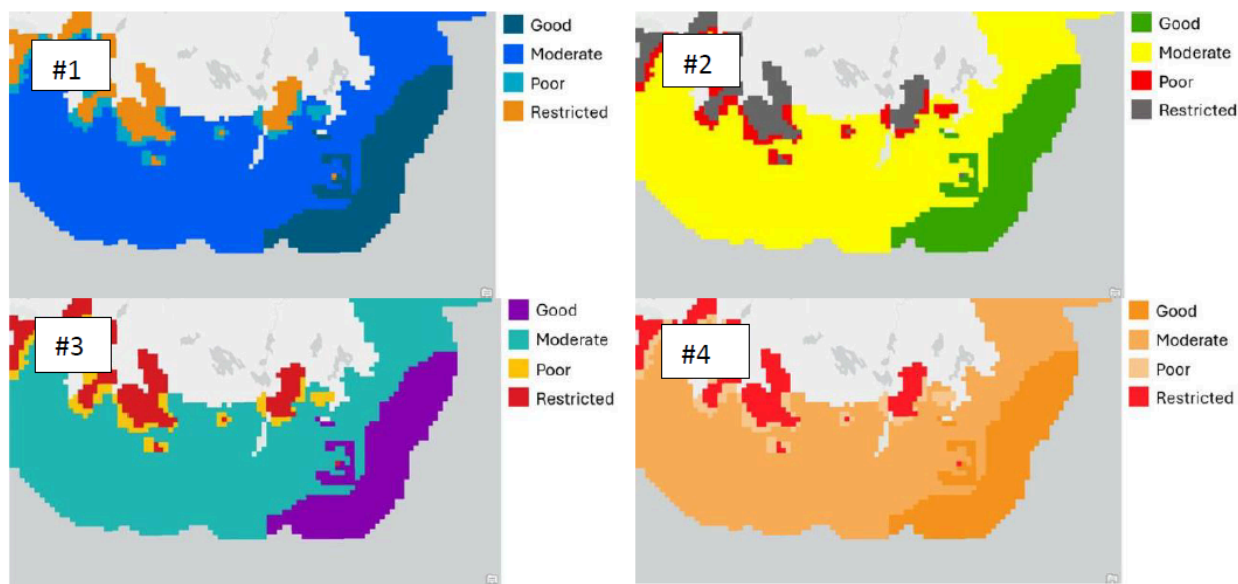 #1
Good
Moderate
Poor
Restricted
#2
Good
Moderate
Poor
Restricted
#3
Good
Moderate
Poor
Restricted
#4
Good
Moderate
Poor
Restricted